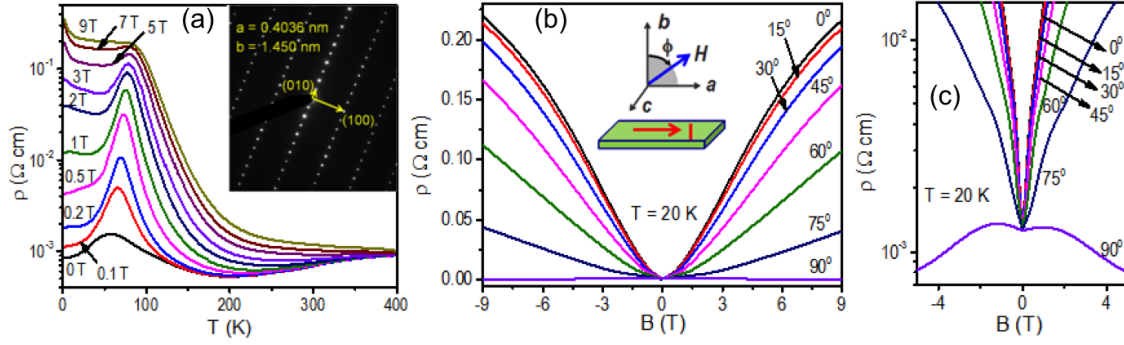 (a)
a = 0.4036 nm
b = 1.450 nm
(010)
(100)
9T
7T
5T
3T
2T
1T
0.5T
0.2T
0T
0.1T
10⁻¹
10⁻²
10⁻³
ρ (Ω cm)
0 100 200 300 400
T (K)
(b)
0.20
0.15
0.10
0.05
0.00
ρ (Ω cm)
b
ϕ
H
a
c
I
0⁰
15⁰
30⁰
45⁰
60⁰
75⁰
90⁰
T = 20 K
-9 -6 -3 0 3 6 9
B (T)
(c)
10⁻²
10⁻³
ρ (Ω cm)
0⁰
15⁰
30⁰
45⁰
60⁰
75⁰
90⁰
T = 20 K
-4 0 4
B (T)